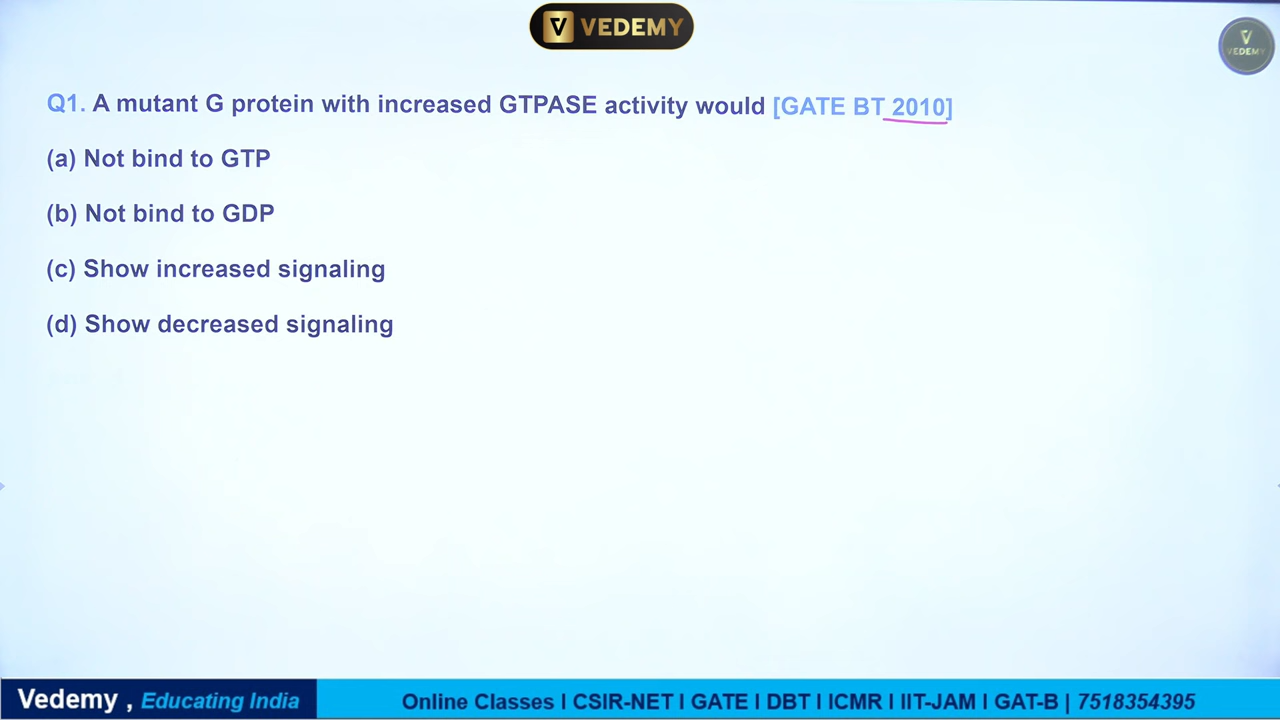 VEDEMY
V
VEDEMY
Q1. A mutant G protein with increased GTPASE activity would [GATE BT 2010]
(a) Not bind to GTP
(b) Not bind to GDP
(c) Show increased signaling
(d) Show decreased signaling
Vedemy , Educating India
Online Classes I CSIR-NET I GATE I DBT I ICMR I IIT-JAM I GAT-B | 7518354395